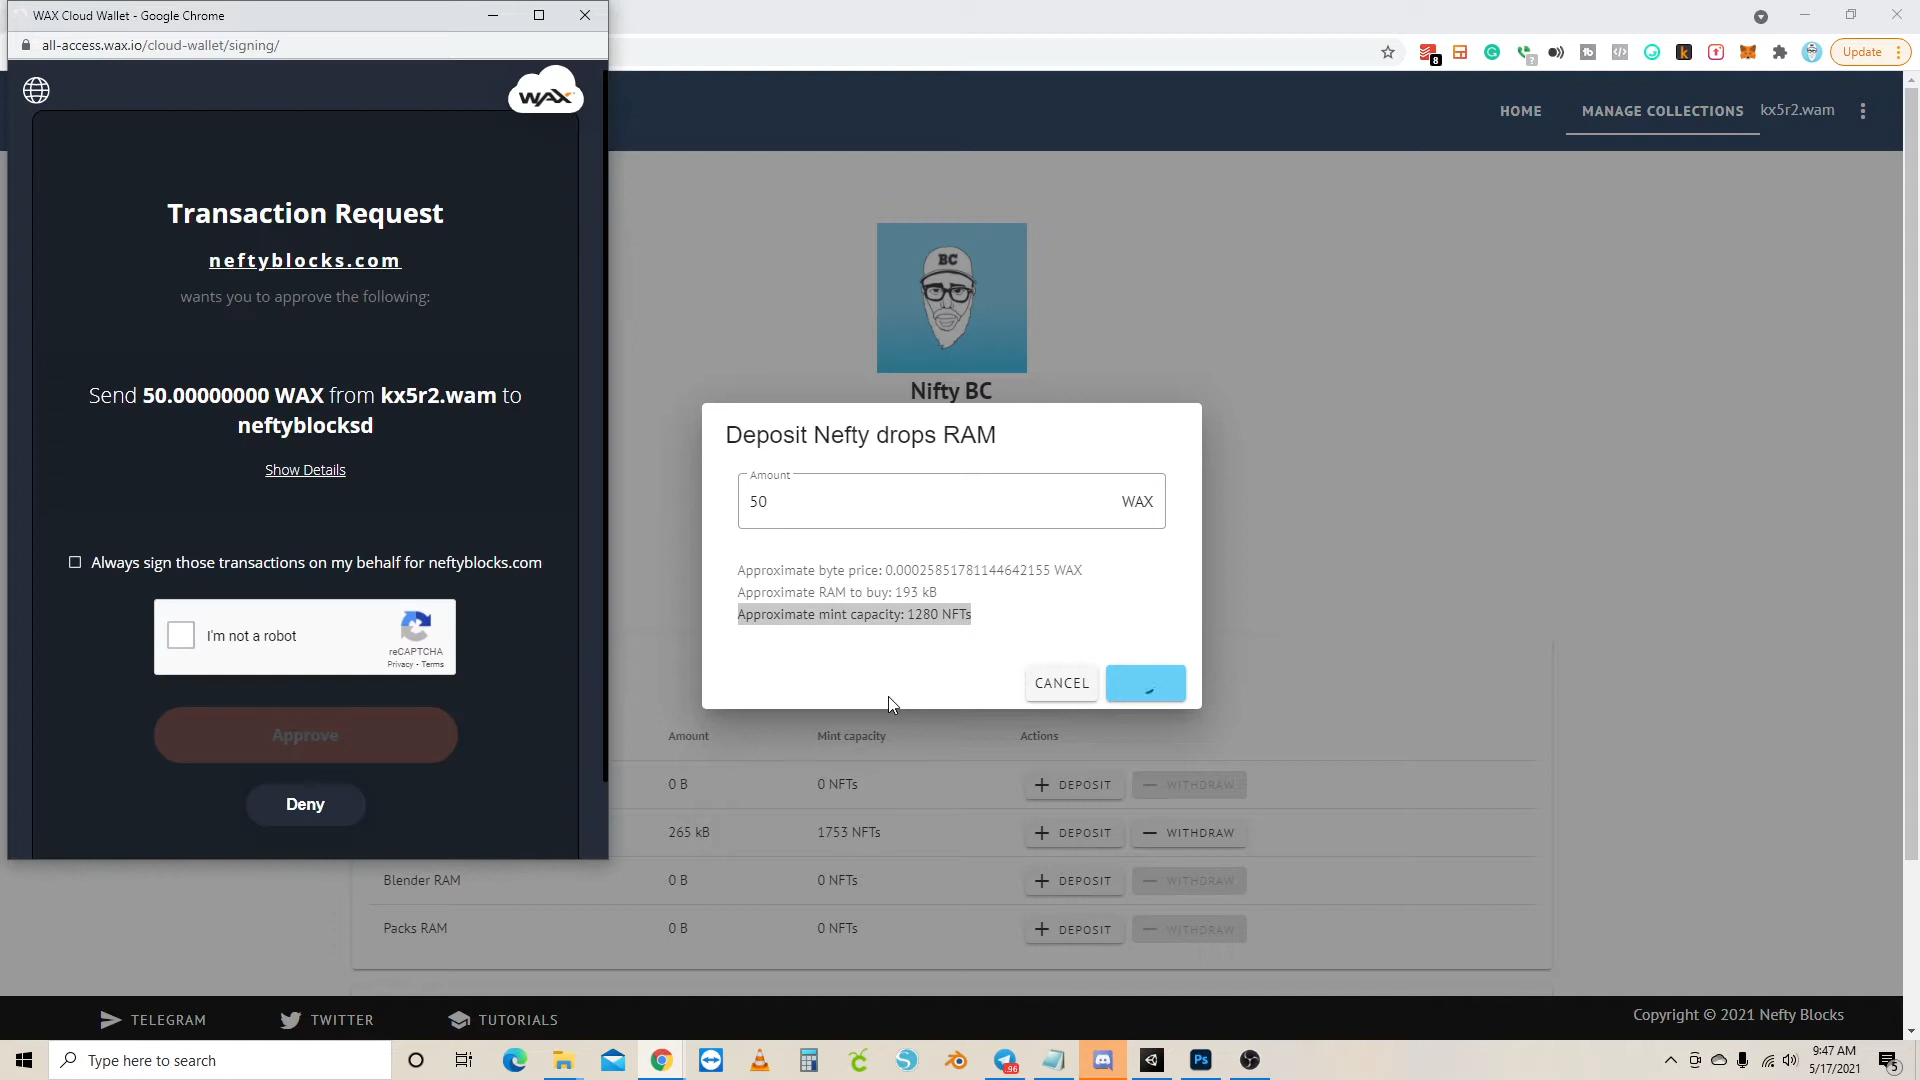 WAX Cloud Wallet - Google Chrome
all-access.wax.io/cloud-wallet/signing/
WAX
Transaction Request
neftyblocks.com
wants you to approve the following:
Send 50.00000000 WAX from kx5r2.wam to
neftyblocksd
Show Details
Always sign those transactions on my behalf for neftyblocks.com
I'm not a robot
reCAPTCHA
Privacy - Terms
Approve
Deny
8
Update
HOME
MANAGE COLLECTIONS
kx5r2.wam
BC
Nifty BC
Deposit Nefty drops RAM
Amount
50
WAX
Approximate byte price: 0.00025851781144642155 WAX
Approximate RAM to buy: 193 kB
Approximate mint capacity: 1280 NFTs
CANCEL
Amount Mint capacity Actions
0 B 0 NFTs DEPOSIT WITHDRAW
265 kB 1753 NFTs DEPOSIT WITHDRAW
Blender RAM 0 B 0 NFTs DEPOSIT WITHDRAW
Packs RAM 0 B 0 NFTs DEPOSIT WITHDRAW
TELEGRAM TWITTER TUTORIALS
Copyright © 2021 Nefty Blocks
Type here to search
96
Ps
9:47 AM
5/17/2021
5